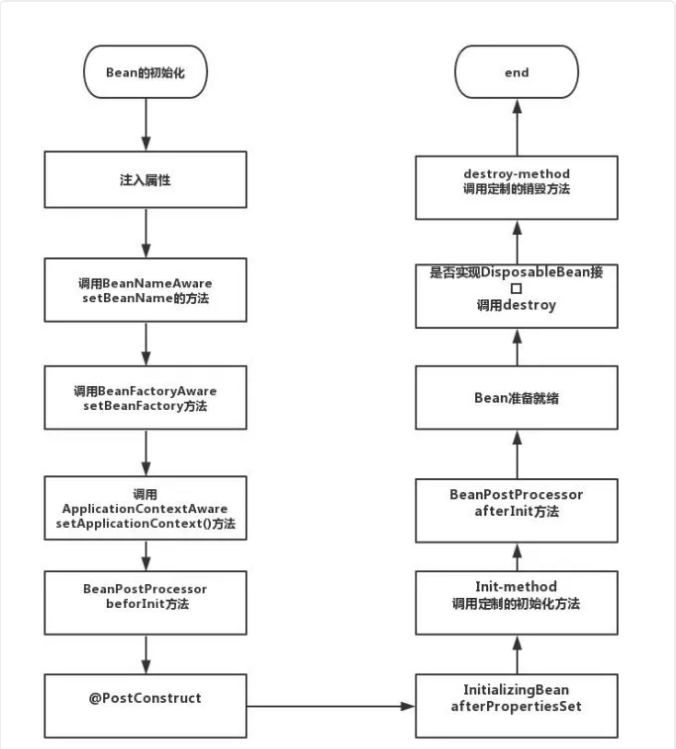 Bean的初始化
注入属性
调用BeanNameAware
setBeanName的方法
调用BeanFactoryAware
setBeanFactory方法
调用
ApplicationContextAware
setApplicationContext()方法
BeanPostProcessor
beforInit方法
@PostConstruct
InitializingBean
afterPropertiesSet
Init-method
调用定制的初始化方法
BeanPostProcessor
afterInit方法
Bean准备就绪
是否实现DisposableBean接
口
调用destroy
destroy-method
调用定制的销毁方法
end